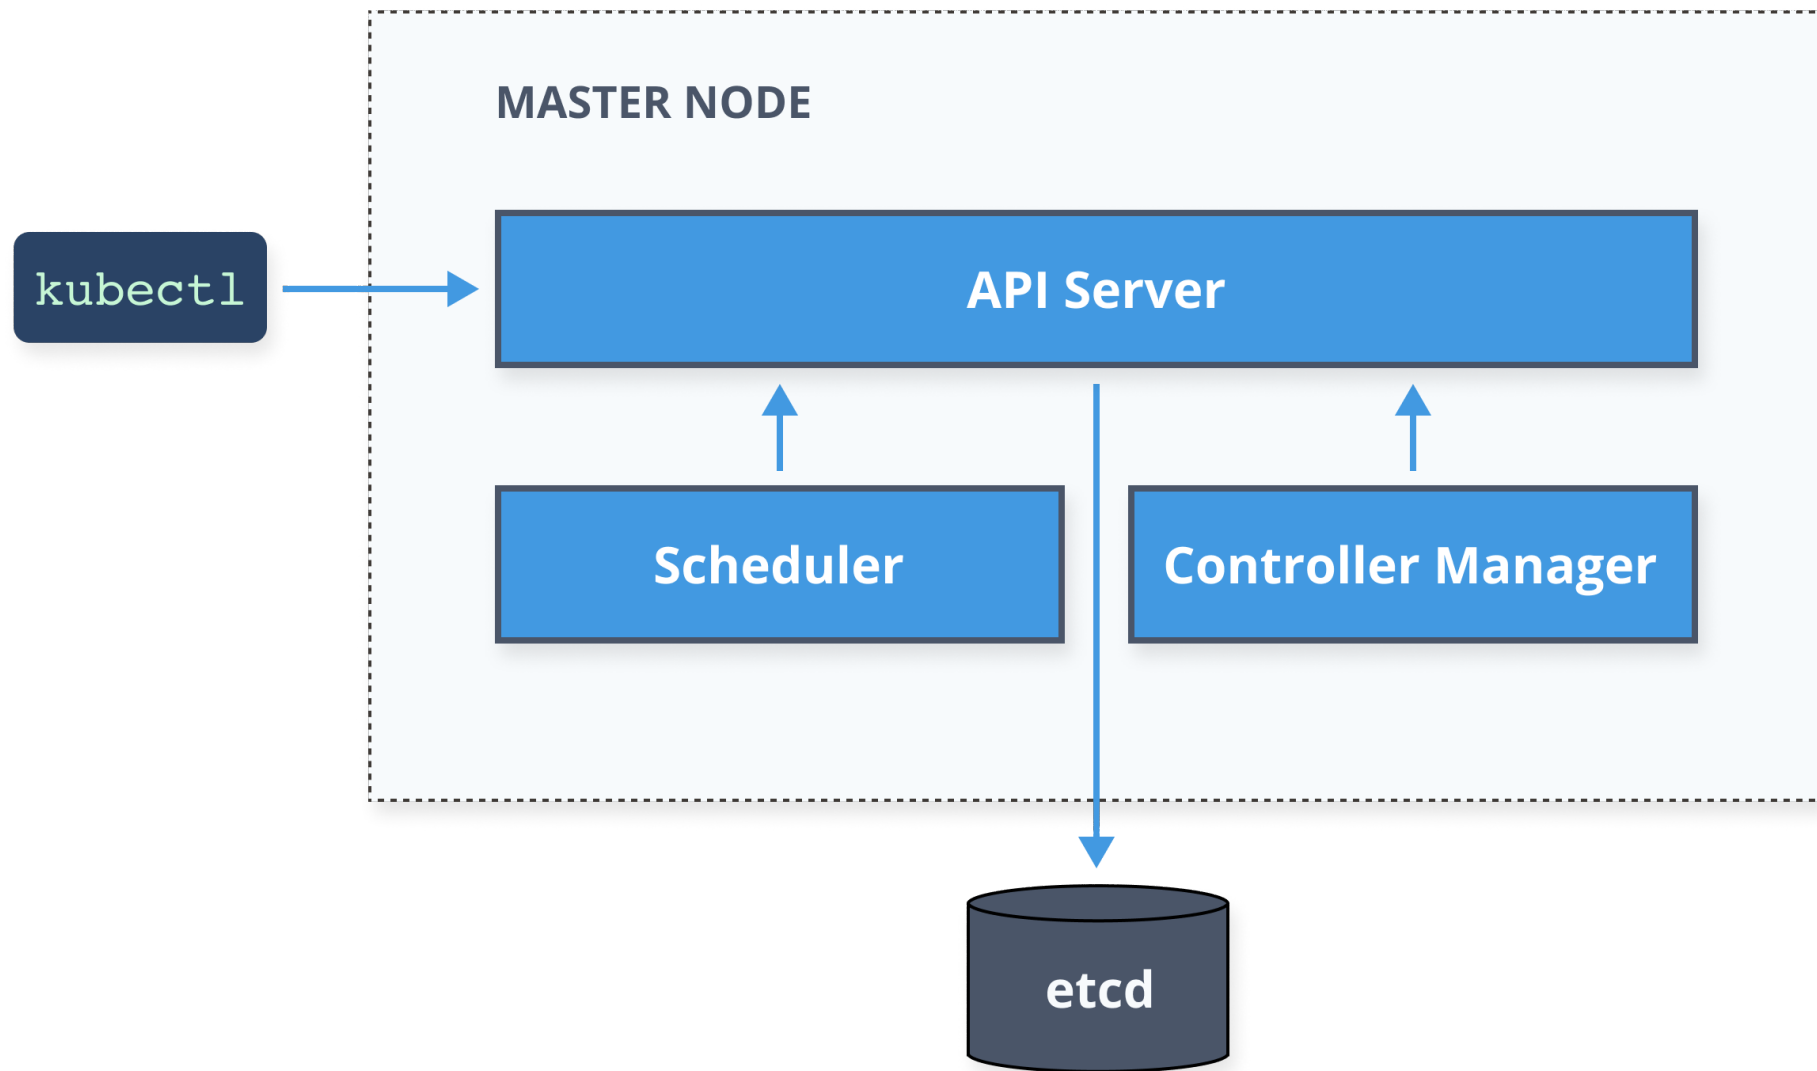 MASTER NODE
kubectl
API Server
Scheduler
Controller Manager
etcd